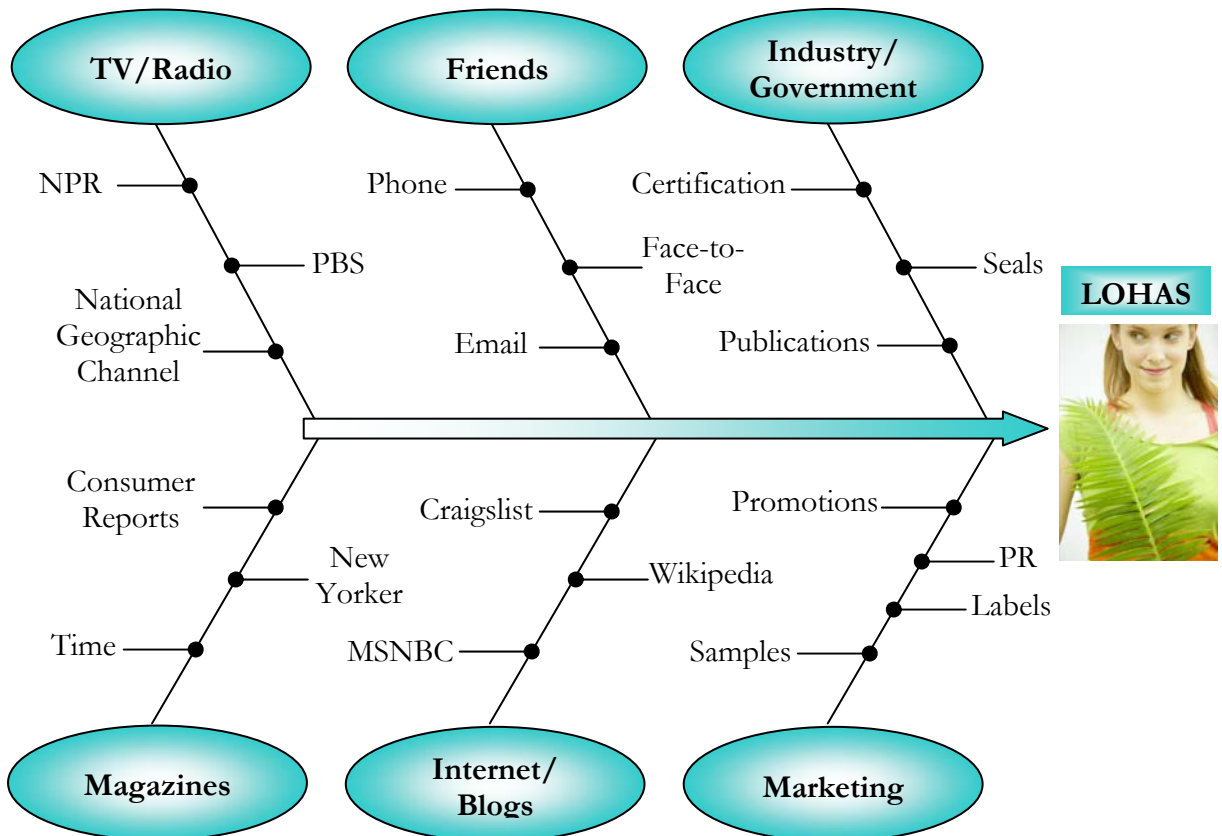 TV/Radio
Friends
Industry/
Government
NPR
Phone
Certification
PBS
Face-to-
Face
Seals
National
Geographic
Channel
Email
Publications
LOHAS
Consumer
Reports
Craigslist
Promotions
New
Yorker
Wikipedia
PR
Labels
Time
MSNBC
Samples
Magazines
Internet/
Blogs
Marketing